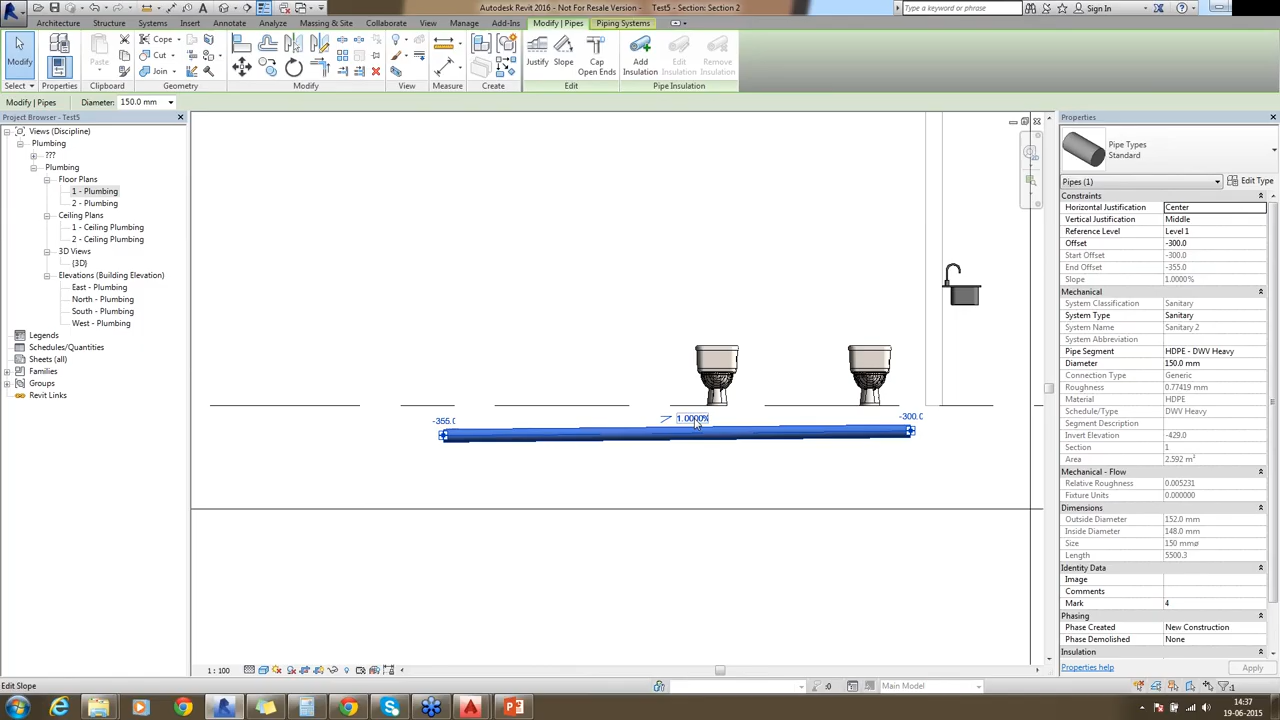 Autodesk Revit 2016 - Not For Resale Version - Test5 - Section: Section 2
Type a keyword or phrase
Sign In
Architecture Structure Systems Insert Annotate Analyze Massing & Site Collaborate View Manage Add-Ins Modify | Pipes Piping Systems
Modify
Properties
Paste
Cope
Cut
Join
Justify
Slope
Cap
Open Ends
Add
Insulation
Edit
Insulation
Remove
Insulation
Select
Properties
Clipboard
Geometry
Modify
View
Measure
Create
Edit
Pipe Insulation
Modify | Pipes
Diameter: 150.0 mm
Project Browser - Test5
Views (Discipline)
Plumbing
???
Plumbing
Floor Plans
1 - Plumbing
2 - Plumbing
Ceiling Plans
1 - Ceiling Plumbing
2 - Ceiling Plumbing
3D Views
{3D}
Elevations (Building Elevation)
East - Plumbing
North - Plumbing
South - Plumbing
West - Plumbing
Legends
Schedules/Quantities
Sheets (all)
Families
Groups
Revit Links
-355.0
1.0000%
-300.0
Properties
Pipe Types
Standard
Pipes (1)
Edit Type
Constraints
Horizontal Justification Center
Vertical Justification Middle
Reference Level Level 1
Offset -300.0
Start Offset -300.0
End Offset -355.0
Slope 1.0000%
Mechanical
System Classification Sanitary
System Type Sanitary
System Name Sanitary 2
System Abbreviation
Pipe Segment HDPE - DWV Heavy
Diameter 150.0 mm
Connection Type Generic
Roughness 0.77419 mm
Material HDPE
Schedule/Type DWV Heavy
Segment Description
Invert Elevation -429.0
Section 1
Area 2.592 m²
Mechanical - Flow
Relative Roughness 0.005231
Fixture Units 0.000000
Dimensions
Outside Diameter 152.0 mm
Inside Diameter 148.0 mm
Size 150 mmø
Length 5500.3
Identity Data
Image
Comments
Mark 4
Phasing
Phase Created New Construction
Phase Demolished None
Insulation
Properties help
Apply
1 : 100
Edit Slope
:0
Main Model
:1
14:37
19-06-2015